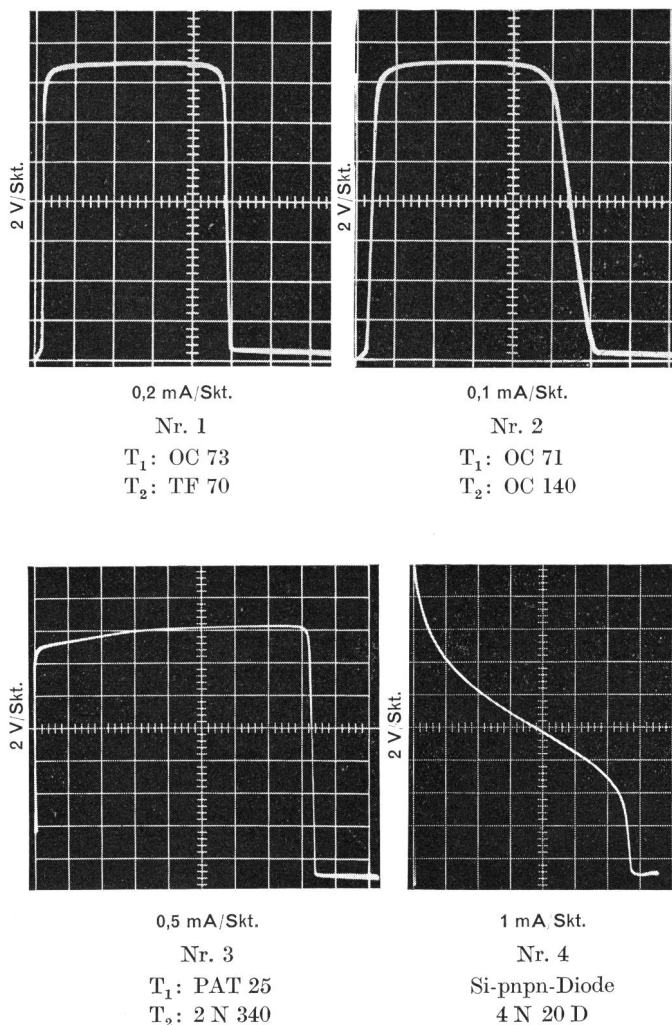 2 V/Skt.
2 V/Skt.
0,2 mA/Skt.
0,1 mA/Skt.
Nr. 1
Nr. 2
T₁: OC 73
T₁: OC 71
T₂: TF 70
T₂: OC 140
2 V/Skt.
2 V/Skt.
0,5 mA/Skt.
1 mA/Skt.
Nr. 3
Nr. 4
T₁: PAT 25
Si-pnpn-Diode
T₂: 2 N 340
4 N 20 D